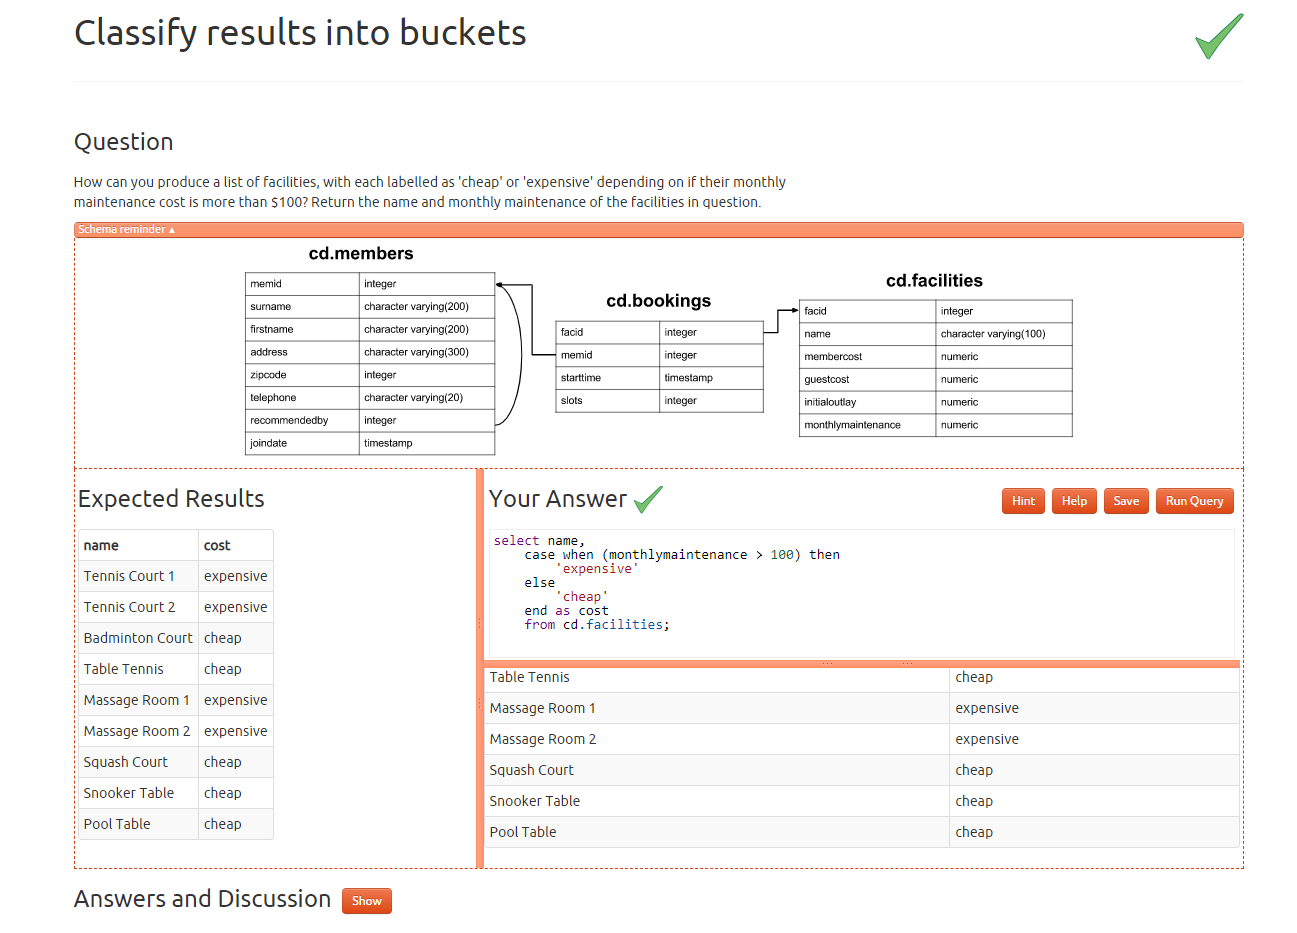 Classify results into buckets
Question
How can you produce a list of facilities, with each labelled as 'cheap' or 'expensive' depending on if their monthly
maintenance cost is more than $100? Return the name and monthly maintenance of the facilities in question.
Schema reminder ▲
cd.members
memid integer
surname character varying(200)
firstname character varying(200)
address character varying(300)
zipcode integer
telephone character varying(20)
recommendedby integer
joindate timestamp
cd.bookings
facid integer
memid integer
starttime timestamp
slots integer
cd.facilities
facid integer
name character varying(100)
membercost numeric
guestcost numeric
initialoutlay numeric
monthlymaintenance numeric
Expected Results
name cost
Tennis Court 1 expensive
Tennis Court 2 expensive
Badminton Court cheap
Table Tennis cheap
Massage Room 1 expensive
Massage Room 2 expensive
Squash Court cheap
Snooker Table cheap
Pool Table cheap
Your Answer
Hint Help Save Run Query
select name,
case when (monthlymaintenance > 100) then
'expensive'
else
'cheap'
end as cost
from cd.facilities;
Table Tennis cheap
Massage Room 1 expensive
Massage Room 2 expensive
Squash Court cheap
Snooker Table cheap
Pool Table cheap
Answers and Discussion Show